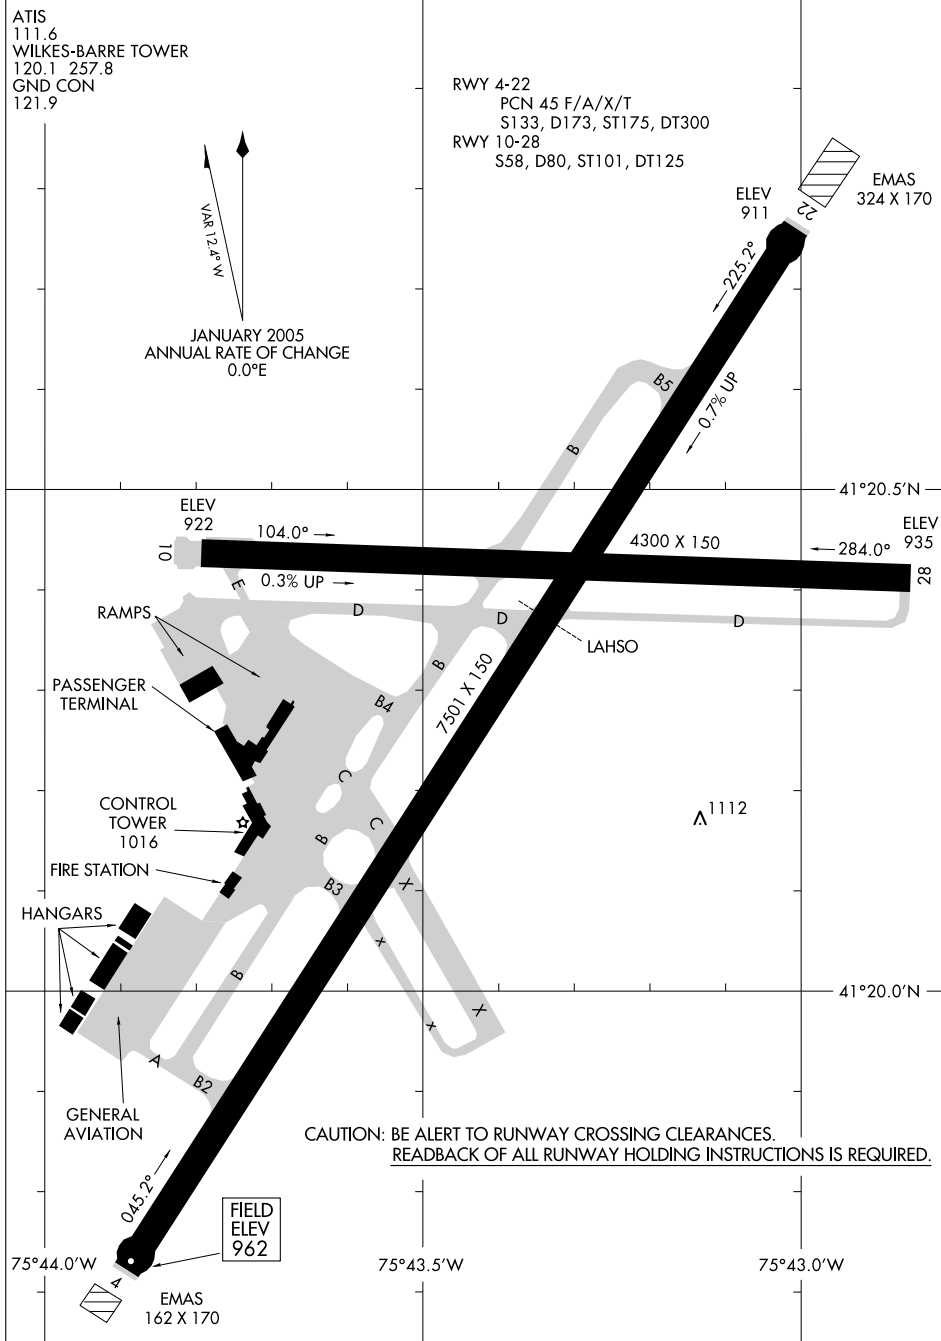 ATIS
111.6
WILKES-BARRE TOWER
120.1 257.8
GND CON
121.9
RWY 4-22
PCN 45 F/A/X/T
S133, D173, ST175, DT300
RWY 10-28
S58, D80, ST101, DT125
VAR 12.4° W
JANUARY 2005
ANNUAL RATE OF CHANGE
0.0°E
ELEV
911
22
EMAS
324 X 170
225.2°
0.7% UP
B5
B
41°20.5'N
ELEV
922
10
104.0°
0.3% UP
4300 X 150
284.0°
ELEV
935
28
E
D
D
D
LAHSO
RAMPS
B
B4
7501 X 150
PASSENGER
TERMINAL
C
C
1112
CONTROL
TOWER
1016
B
B3
X
FIRE STATION
HANGARS
X
B
41°20.0'N
X
X
A
B2
GENERAL
AVIATION
CAUTION: BE ALERT TO RUNWAY CROSSING CLEARANCES.
READBACK OF ALL RUNWAY HOLDING INSTRUCTIONS IS REQUIRED.
045.2°
FIELD
ELEV
962
75°44.0'W
75°43.5'W
75°43.0'W
4
EMAS
162 X 170